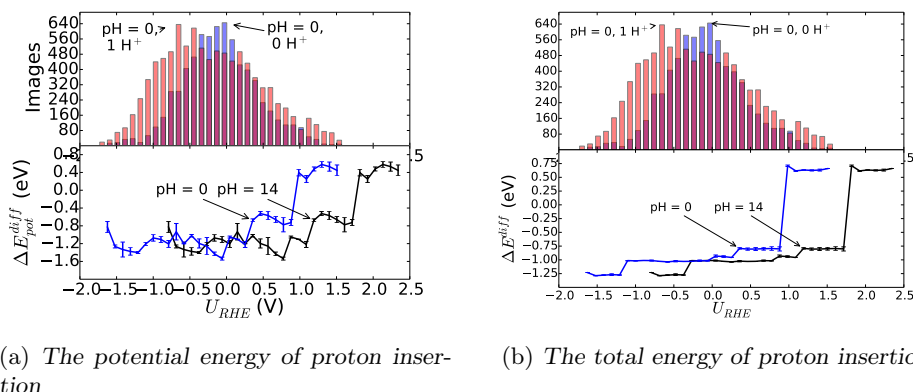 640
560
480
400
320
240
160
80
Images
pH = 0,
1 H+
pH = 0,
0 H+
0.8
0.4
0.0
−0.4
−0.8
−1.2
−1.6
ΔE_pot^diff (eV)
pH = 0 pH = 14
−2.0 −1.5 −1.0 −0.5 0.0 0.5 1.0 1.5 2.0 2.5
U_RHE (V)
.5
640
560
480
400
320
240
160
80
pH = 0, 1 H+
pH = 0, 0 H+
0.75
0.50
0.25
0.00
−0.25
−0.50
−0.75
−1.00
−1.25
ΔE^diff (eV)
pH = 0 pH = 14
−2.0 −1.5 −1.0 −0.5 0.0 0.5 1.0 1.5 2.0 2.5
U_RHE
.5
(a) The potential energy of proton inser-
tion
(b) The total energy of proton insertio